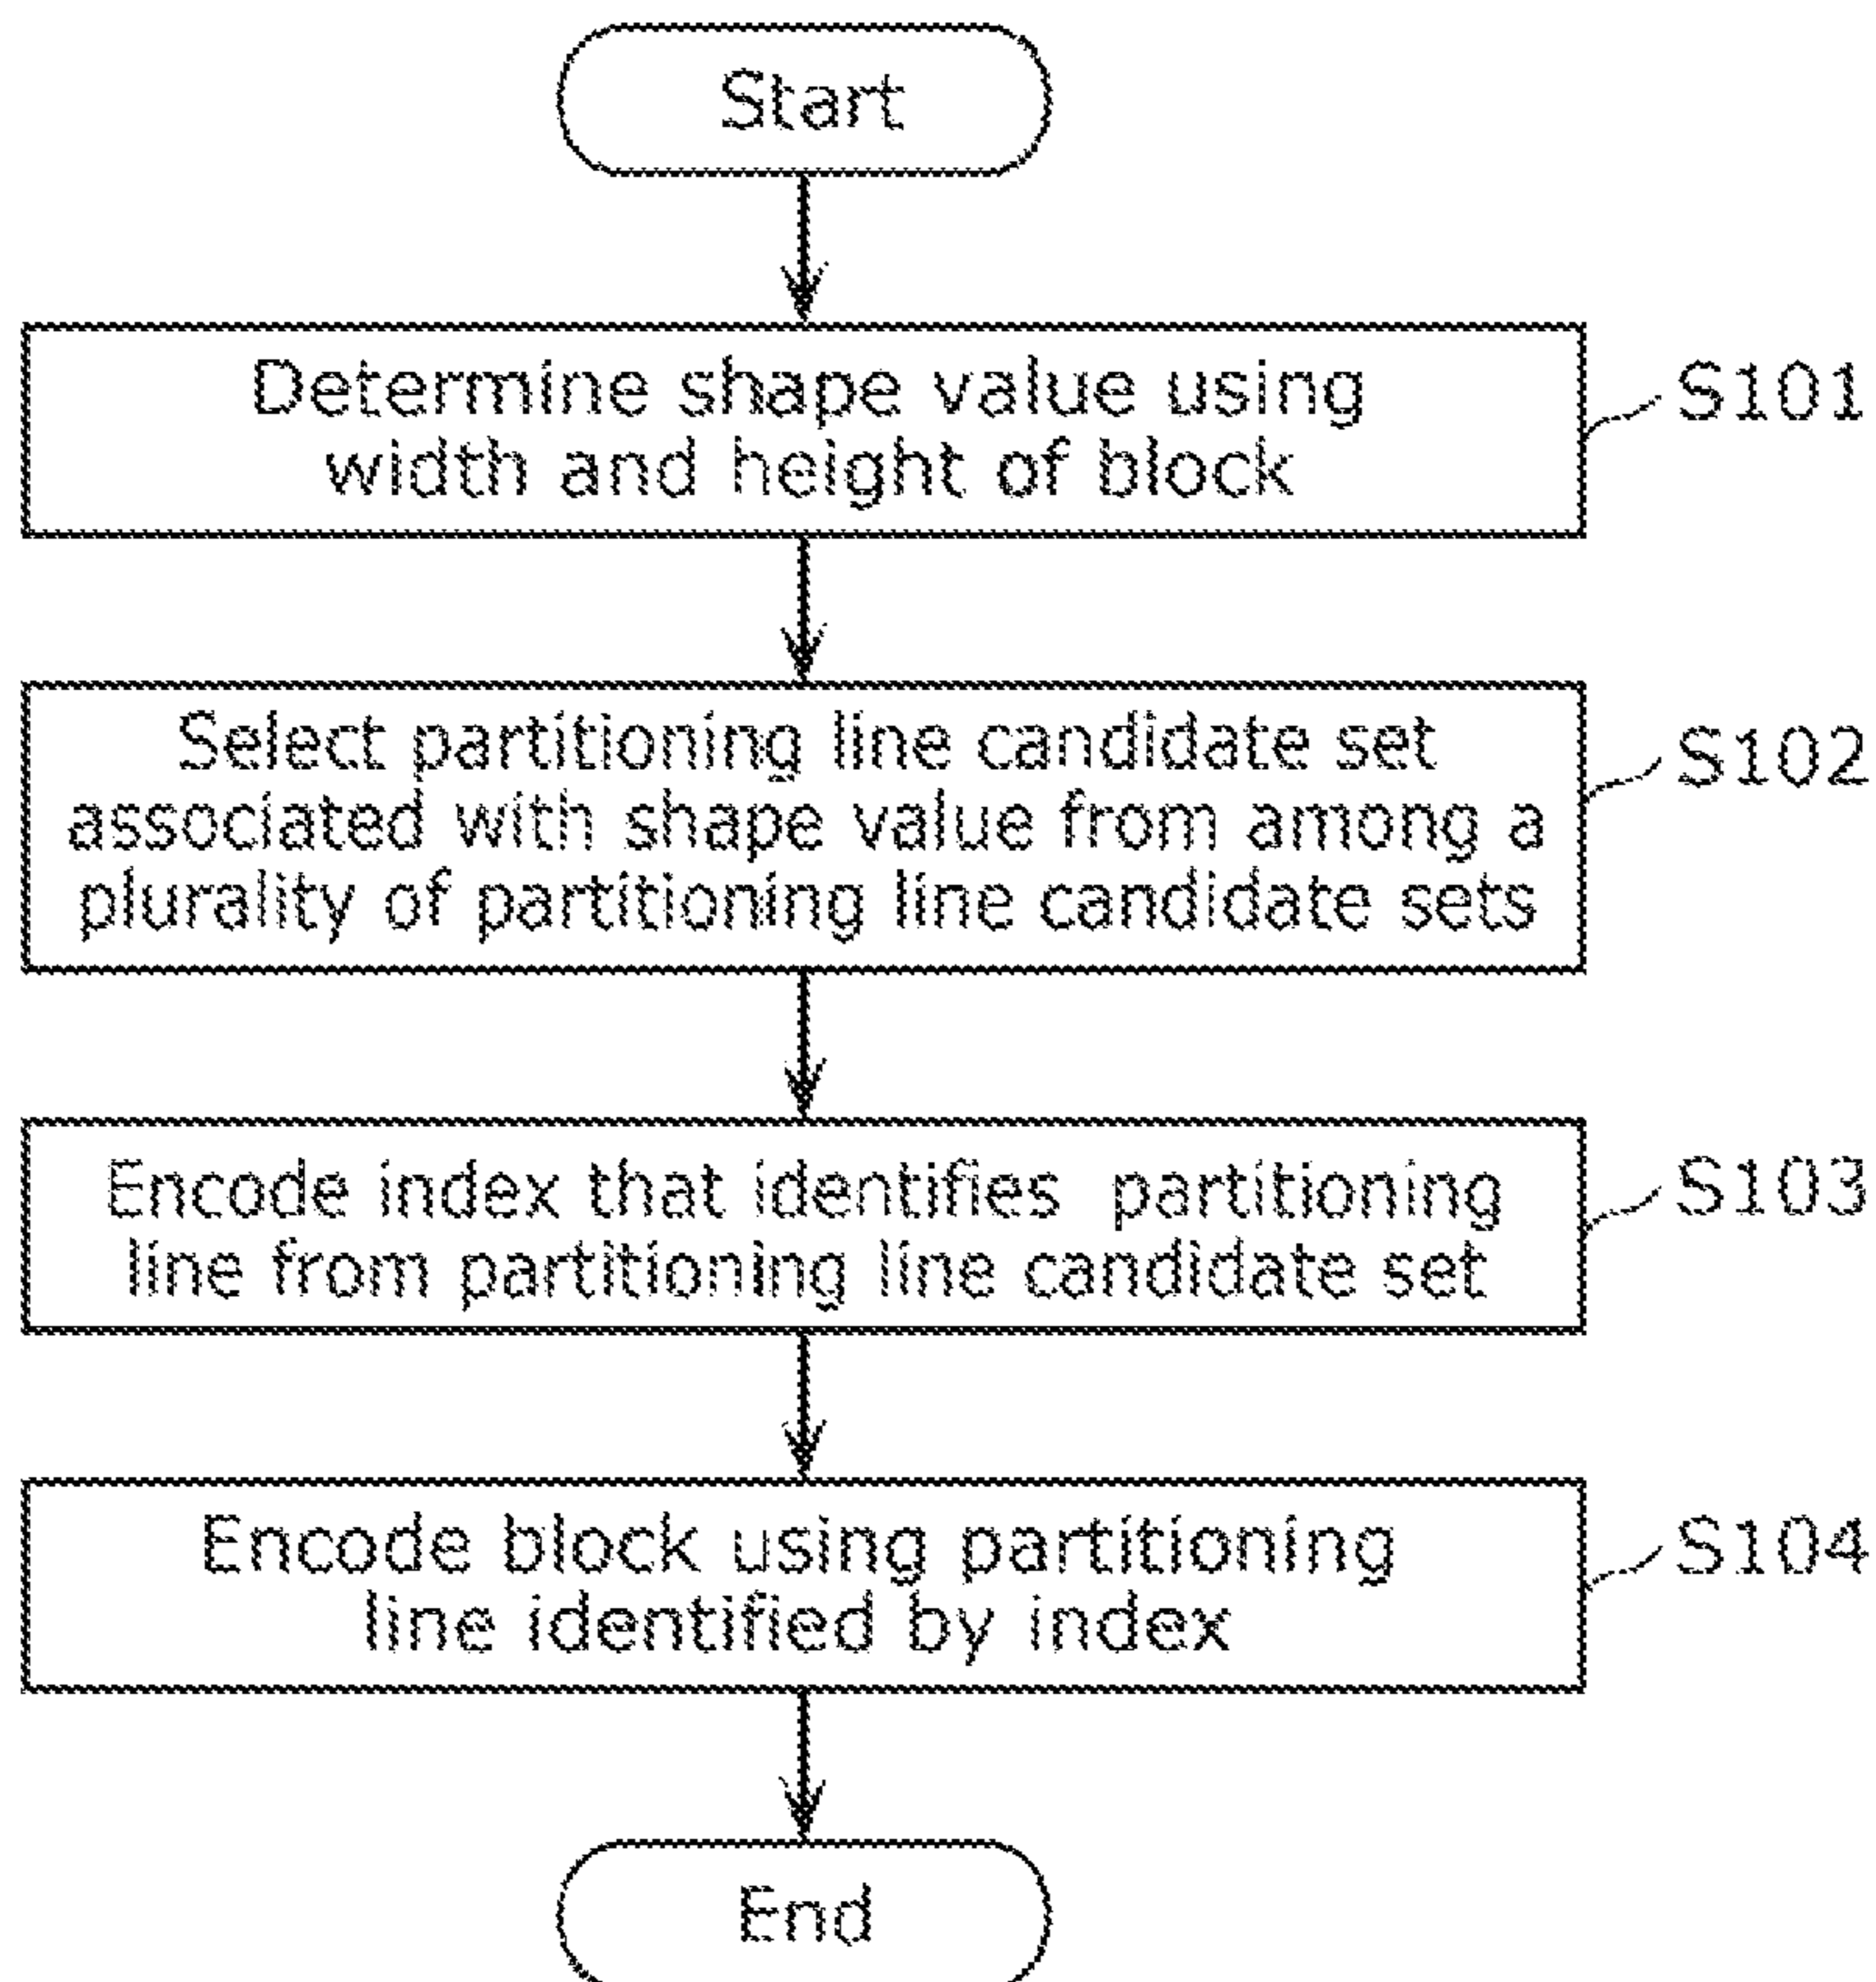 Start
Determine shape value using
width and height of block
S101
Select partitioning line candidate set
associated with shape value from among a
plurality of partitioning line candidate sets
S102
Encode index that identifies partitioning
line from partitioning line candidate set
S103
Encode block using partitioning
line identified by index
S104
End